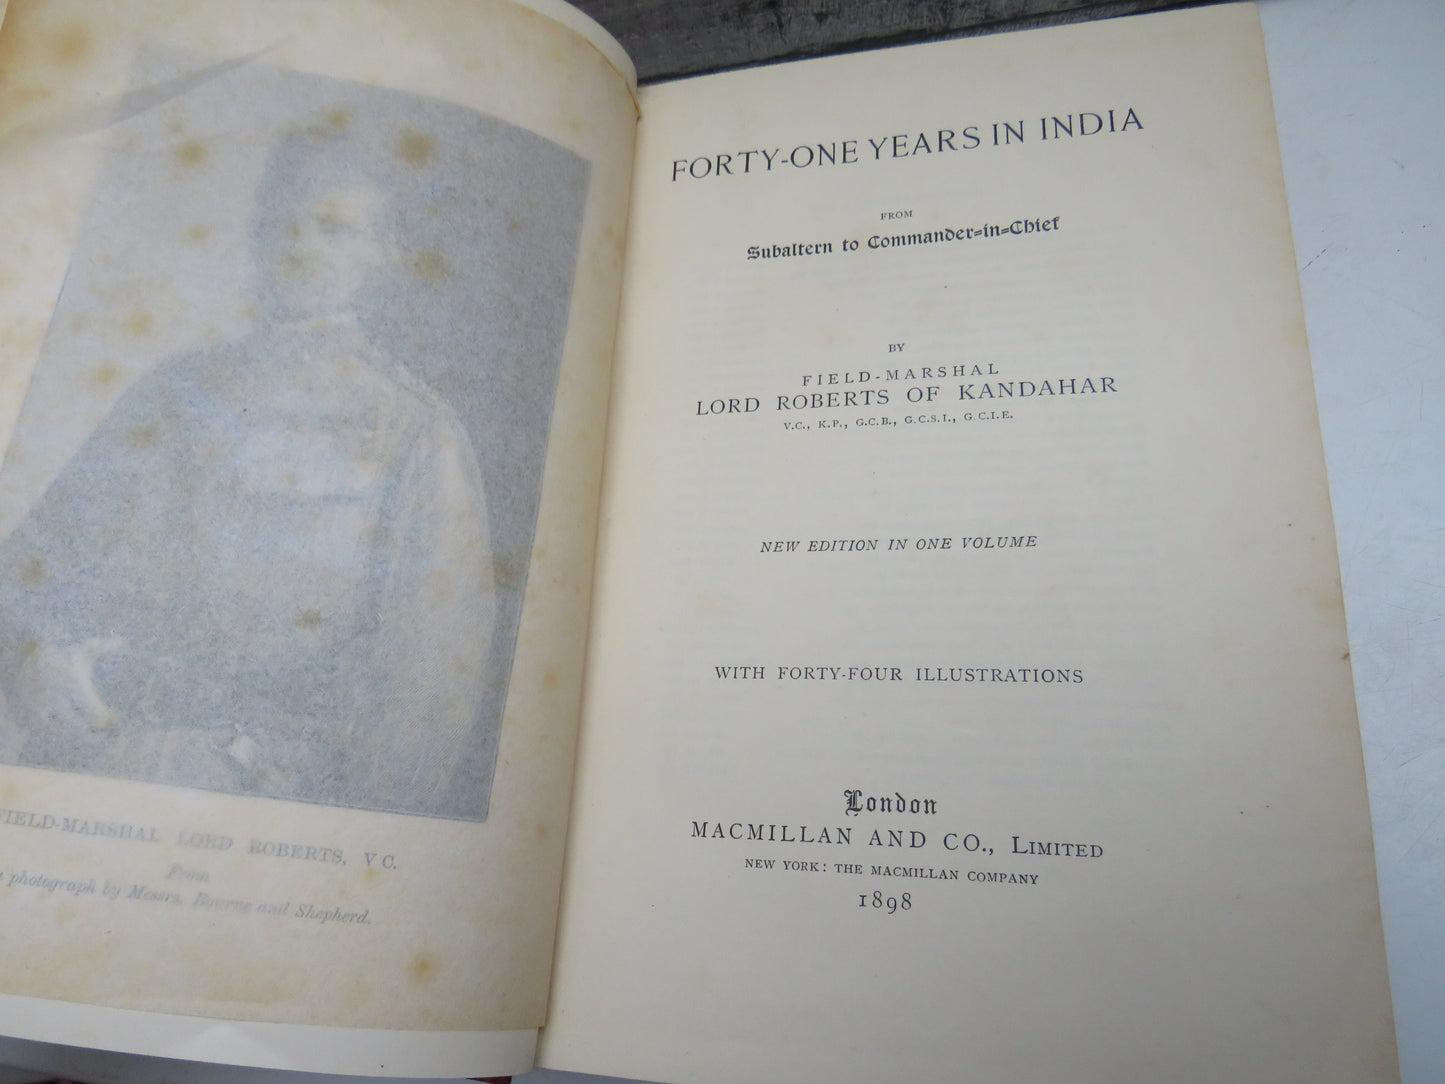 FIELD-MARSHAL LORD ROBERTS, V C.
From
photograph by Messrs. Bourne and Shepherd.
FORTY-ONE YEARS IN INDIA
FROM
Subaltern to Commander=in=Chief
BY
FIELD-MARSHAL
LORD ROBERTS OF KANDAHAR
V.C., K.P., G.C.B., G.C.S.I., G.C.I.E.
NEW EDITION IN ONE VOLUME
WITH FORTY-FOUR ILLUSTRATIONS
London
MACMILLAN AND CO., LIMITED
NEW YORK: THE MACMILLAN COMPANY
1898